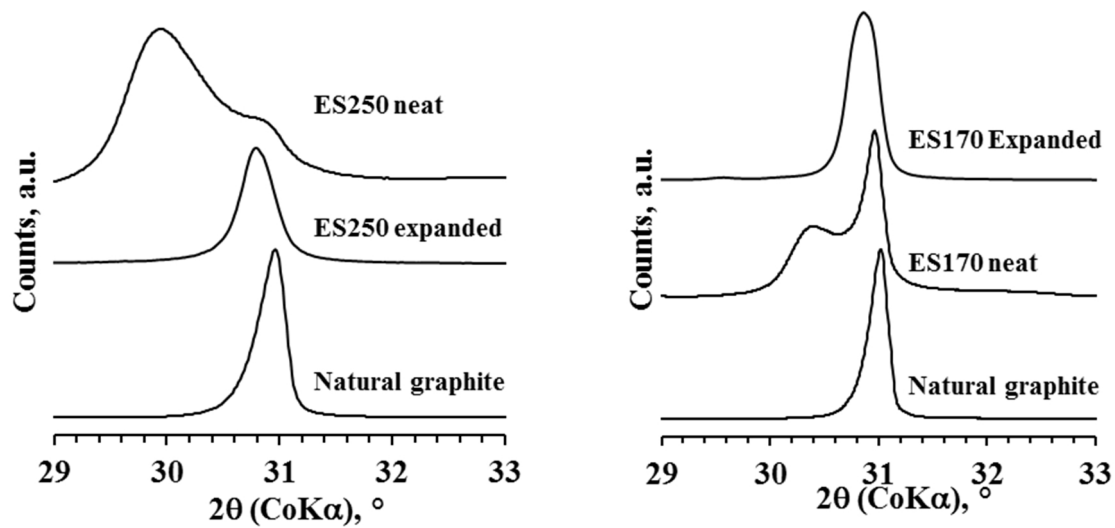 Counts, a.u.
ES250 neat
ES250 expanded
Natural graphite
29 30 31 32 33
2θ (CoKα), °
Counts, a.u.
ES170 Expanded
ES170 neat
Natural graphite
29 30 31 32 33
2θ (CoKα), °